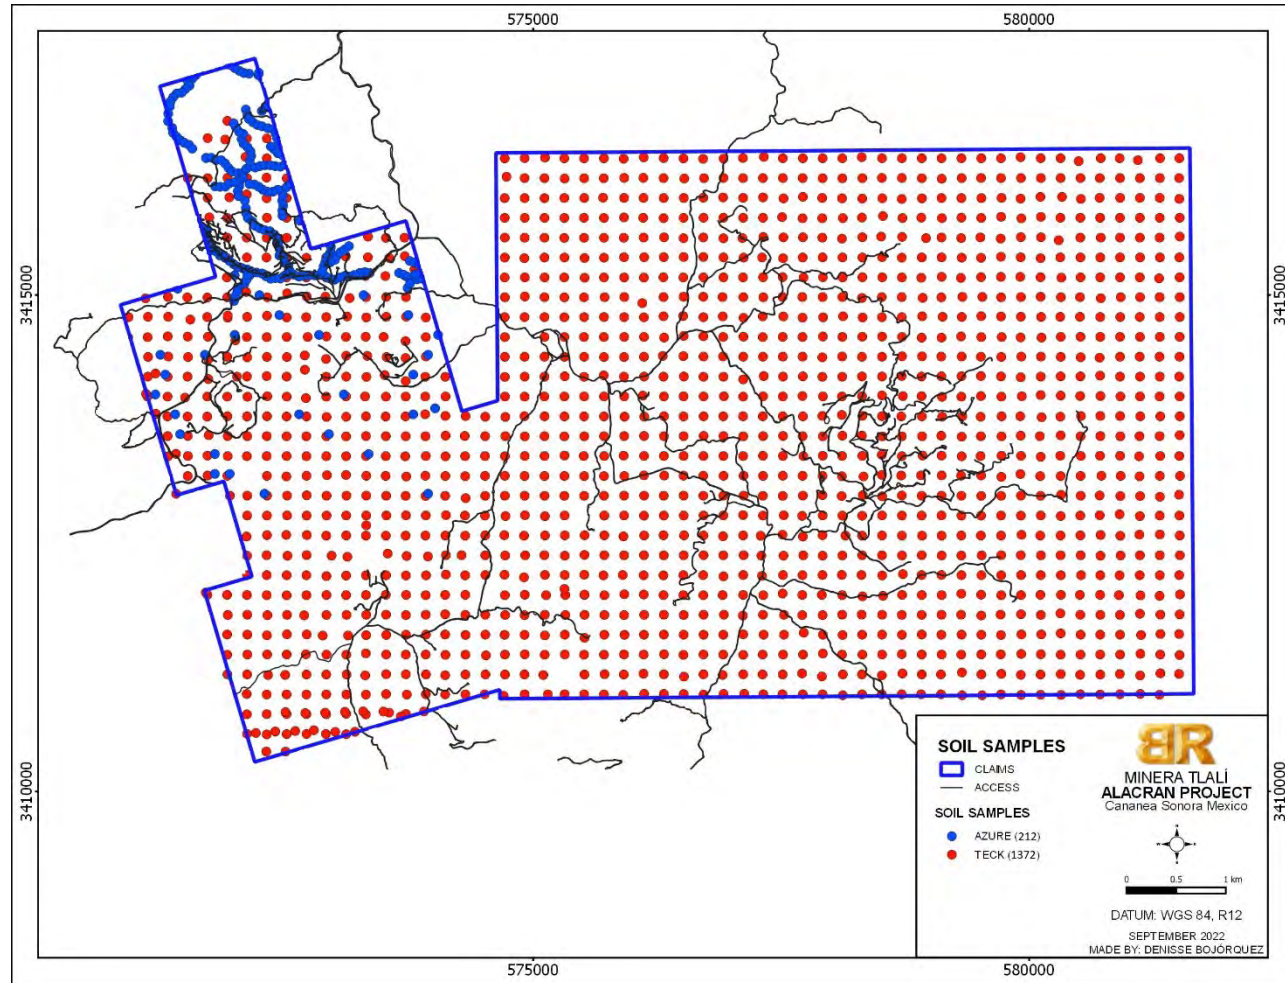 575000
580000
3415000
3415000
3410000
3410000
SOIL SAMPLES
CLAIMS
ACCESS
SOIL SAMPLES
AZURE (212)
TECK (1372)
BR
MINERA TLALÍ
ALACRAN PROJECT
Cananea Sonora Mexico
N
W
E
S
0 0.5 1 km
DATUM: WGS 84, R12
SEPTEMBER 2022
MADE BY: DENISSE BOJÓRQUEZ
575000
580000